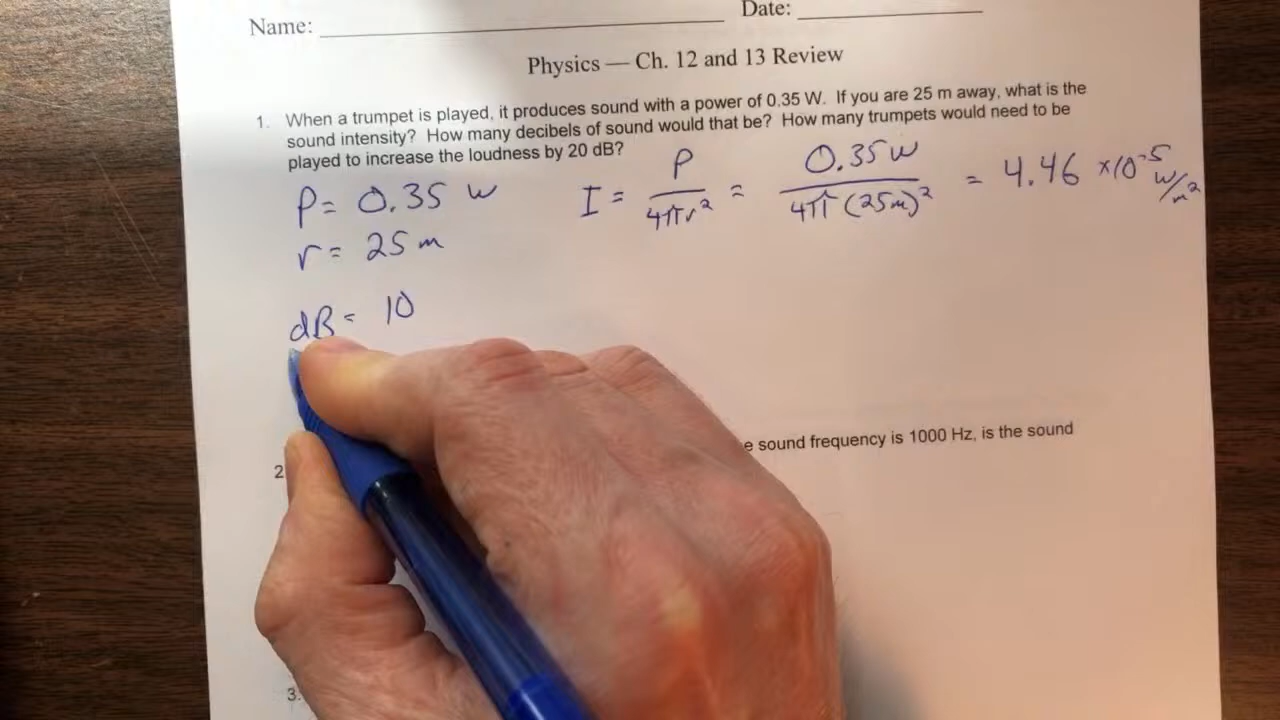 Name: ____________ Date: ____________
Physics — Ch. 12 and 13 Review
1. When a trumpet is played, it produces sound with a power of 0.35 W. If you are 25 m away, what is the
sound intensity? How many decibels of sound would that be? How many trumpets would need to be
played to increase the loudness by 20 dB?
P = 0.35 W
I = P / 4πr² = 0.35 W / 4π (25m)² = 4.46 ×10⁻⁵ W/m²
r = 25 m
dB = 10
2. e sound frequency is 1000 Hz, is the sound
3.